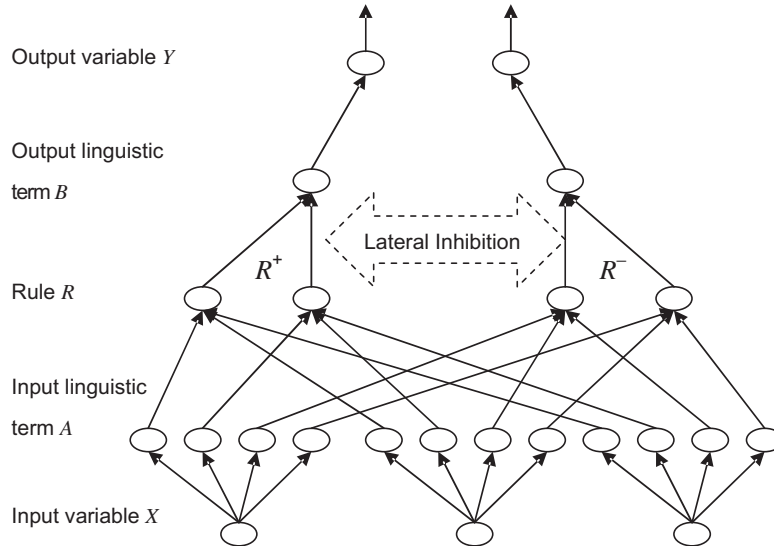 Output variable Y
Output linguistic
term B
Lateral Inhibition
R⁺
R⁻
Rule R
Input linguistic
term A
Input variable X